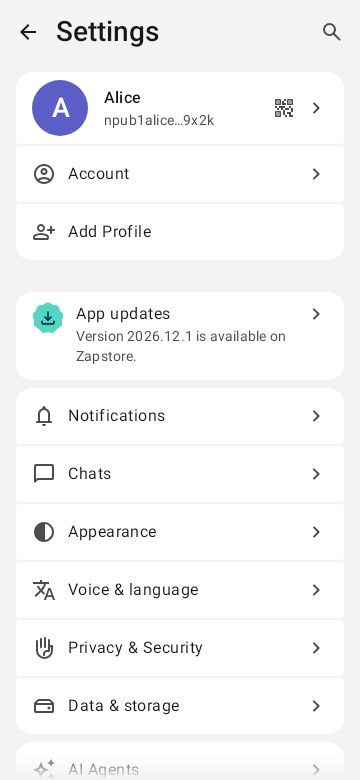 Settings
A
Alice
npub1alice…9x2k
Account
Add Profile
App updates
Version 2026.12.1 is available on
Zapstore.
Notifications
Chats
Appearance
Voice & language
Privacy & Security
Data & storage
AI Agents